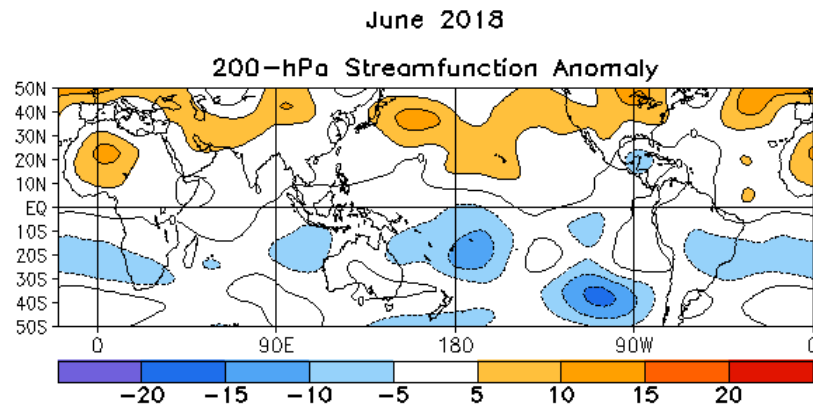 June 2018
200-hPa Streamfunction Anomaly
50N
40N
30N
20N
10N
EQ
10S
20S
30S
40S
50S
0 90E 180 90W 0
-20 -15 -10 -5 5 10 15 20